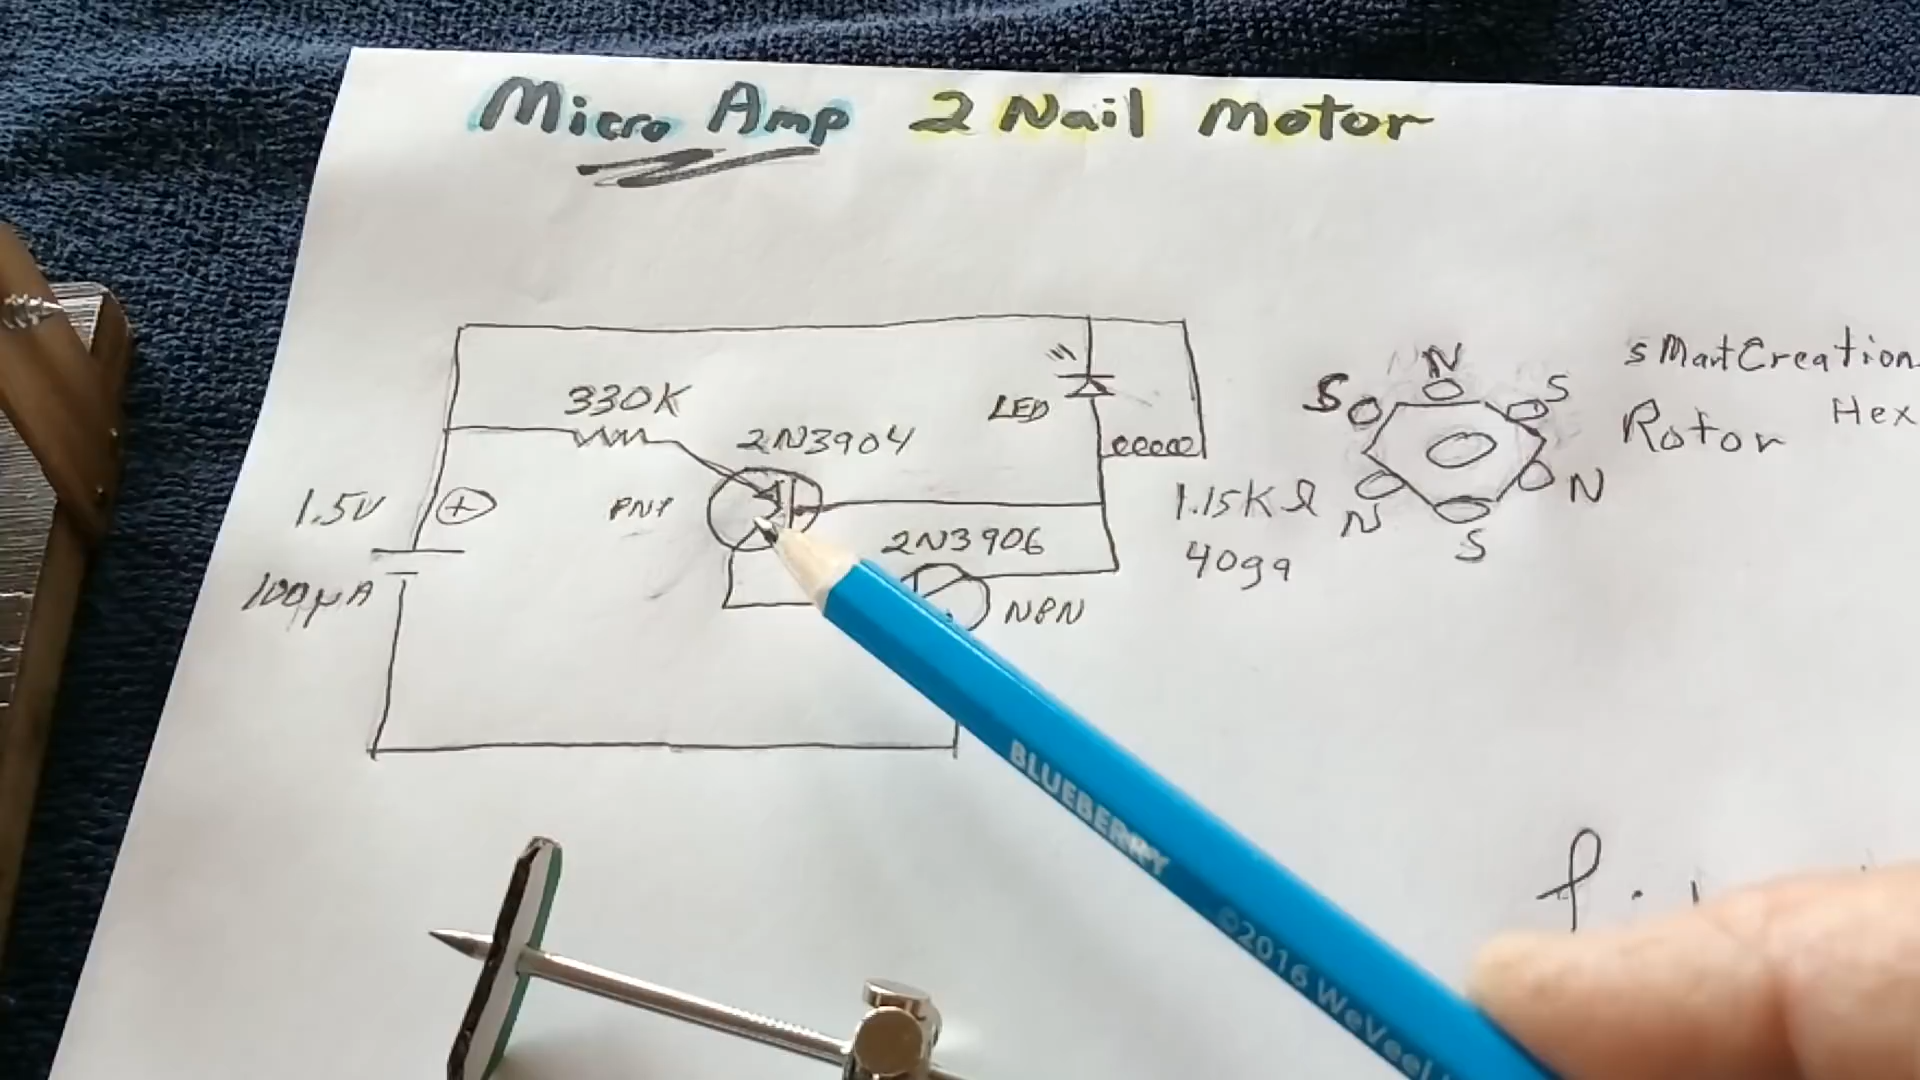 Micro Amp 2 Nail Motor
330K
2N3904
LED
S
N
S
sMartCreation
Hex
Rotor
1.5V
+
PNP
1.15KΩ
N
N
2N3906
40ga
S
100µA
NPN
BLUEBERRY
©2016 WeVeel